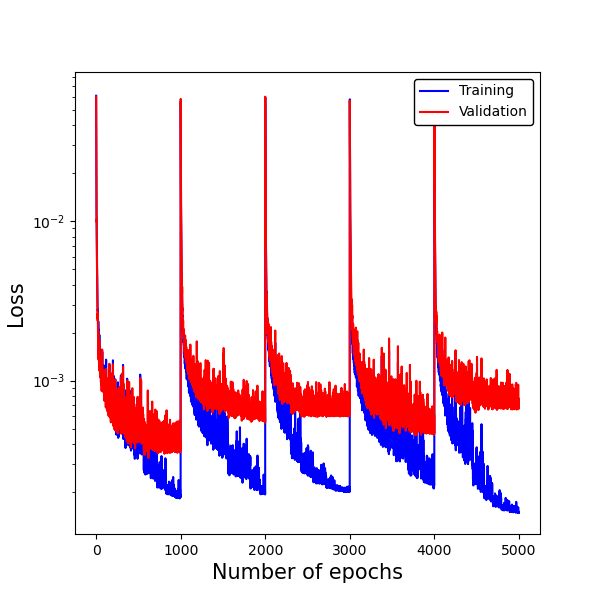 Training
Validation
10⁻²
10⁻³
Loss
0 1000 2000 3000 4000 5000
Number of epochs